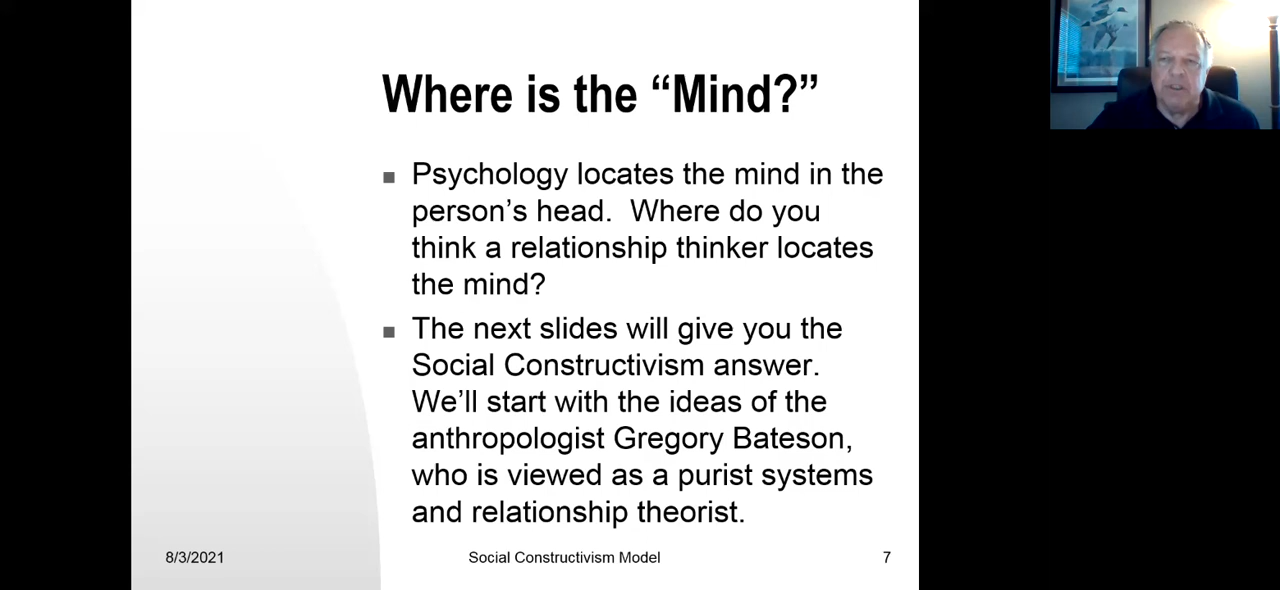 Where is the “Mind?”
Psychology locates the mind in the
person’s head.  Where do you
think a relationship thinker locates
the mind?
The next slides will give you the
Social Constructivism answer.
We’ll start with the ideas of the
anthropologist Gregory Bateson,
who is viewed as a purist systems
and relationship theorist.
8/3/2021
Social Constructivism Model
7